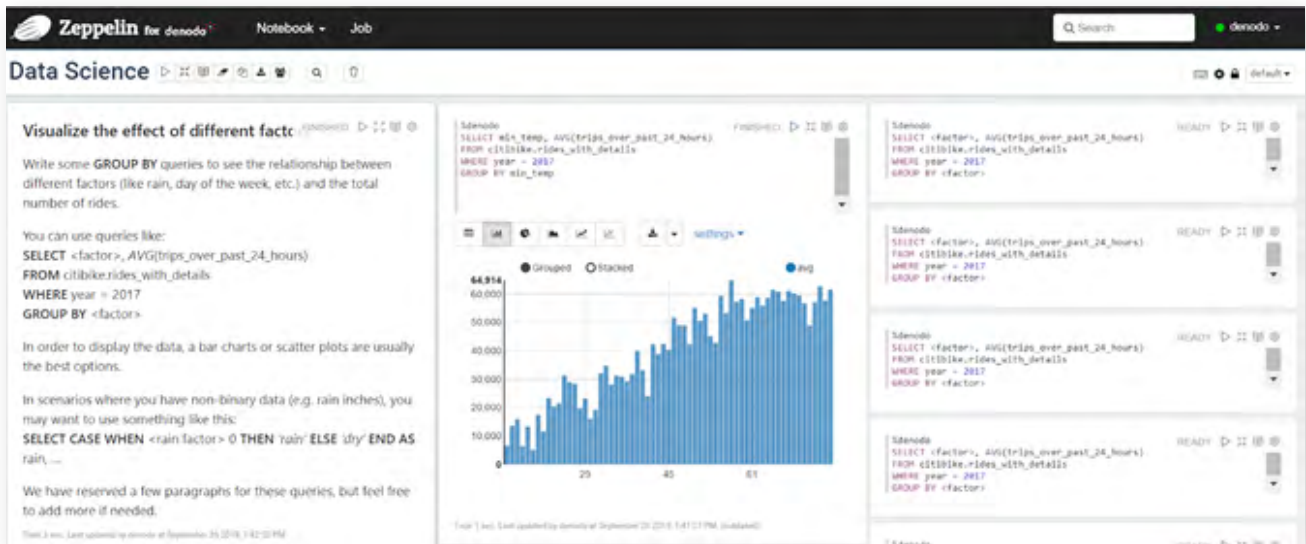 Zeppelin for denodo
Notebook
Job
Search
denodo
Data Science
default
Visualize the effect of different facto
FINISHED
Write some GROUP BY queries to see the relationship between
different factors (like rain, day of the week, etc.) and the total
number of rides.
You can use queries like:
SELECT <factor>, AVG(trips_over_past_24_hours)
FROM citibike.rides_with_details
WHERE year = 2017
GROUP BY <factor>
In order to display the data, a bar charts or scatter plots are usually
the best options.
In scenarios where you have non-binary data (e.g. rain inches), you
may want to use something like this:
SELECT CASE WHEN <rain factor> 0 THEN 'rain' ELSE 'dry' END AS
rain, ...
We have reserved a few paragraphs for these queries, but feel free
to add more if needed.
%denodo
FINISHED
SELECT min_temp, AVG(trips_over_past_24_hours)
FROM citibike.rides_with_details
WHERE year = 2017
GROUP BY min_temp
settings
Grouped Stacked
avg
64,914
60,000
50,000
40,000
30,000
20,000
10,000
0
29 45 61
%denodo
READY
SELECT <factor>, AVG(trips_over_past_24_hours)
FROM citibike.rides_with_details
WHERE year = 2017
GROUP BY <factor>
%denodo
READY
SELECT <factor>, AVG(trips_over_past_24_hours)
FROM citibike.rides_with_details
WHERE year = 2017
GROUP BY <factor>
%denodo
READY
SELECT <factor>, AVG(trips_over_past_24_hours)
FROM citibike.rides_with_details
WHERE year = 2017
GROUP BY <factor>
%denodo
READY
SELECT <factor>, AVG(trips_over_past_24_hours)
FROM citibike.rides_with_details
WHERE year = 2017
GROUP BY <factor>